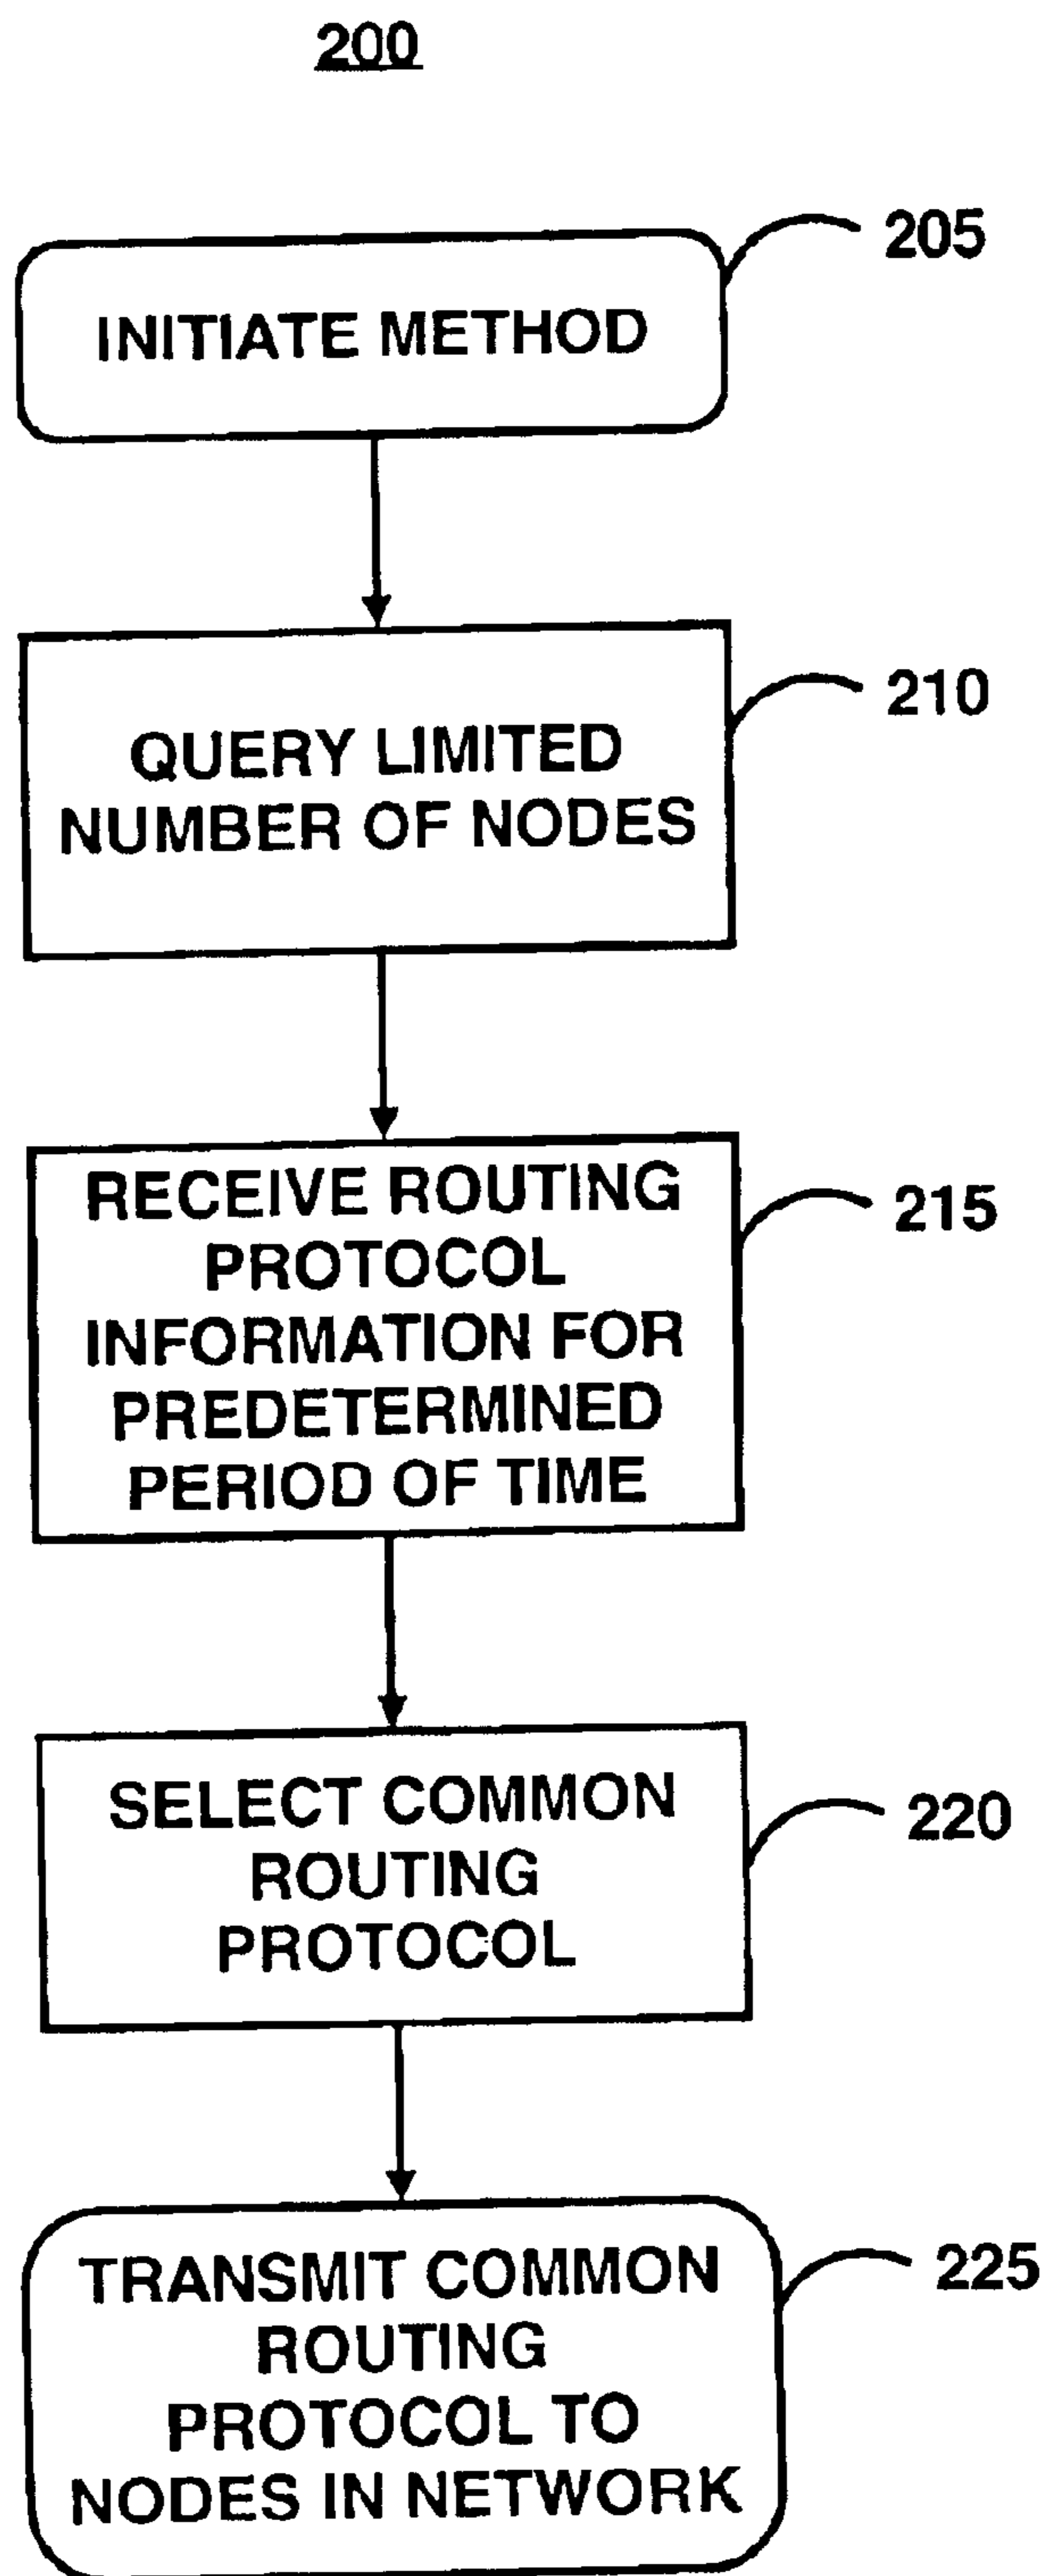 200
205
INITIATE METHOD
210
QUERY LIMITED
NUMBER OF NODES
215
RECEIVE ROUTING
PROTOCOL
INFORMATION FOR
PREDETERMINED
PERIOD OF TIME
220
SELECT COMMON
ROUTING
PROTOCOL
225
TRANSMIT COMMON
ROUTING
PROTOCOL TO
NODES IN NETWORK